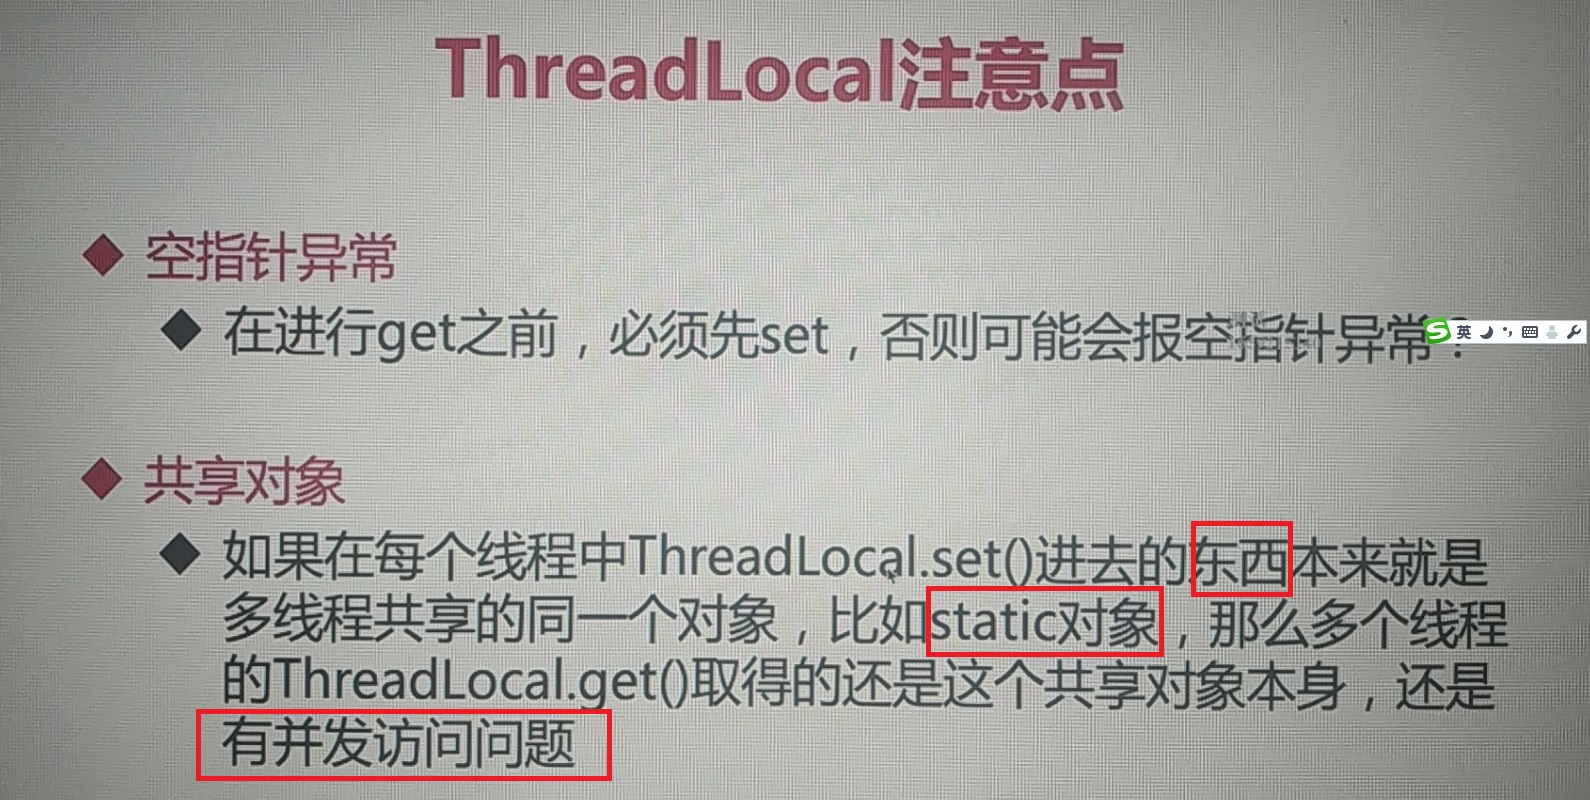 ThreadLocal注意点
空指针异常
在进行get之前，必须先set，否则可能会报空指针异常？
英
共享对象
如果在每个线程中ThreadLocal.set()进去的东西本来就是
多线程共享的同一个对象，比如static对象，那么多个线程
的ThreadLocal.get()取得的还是这个共享对象本身，还是
有并发访问问题